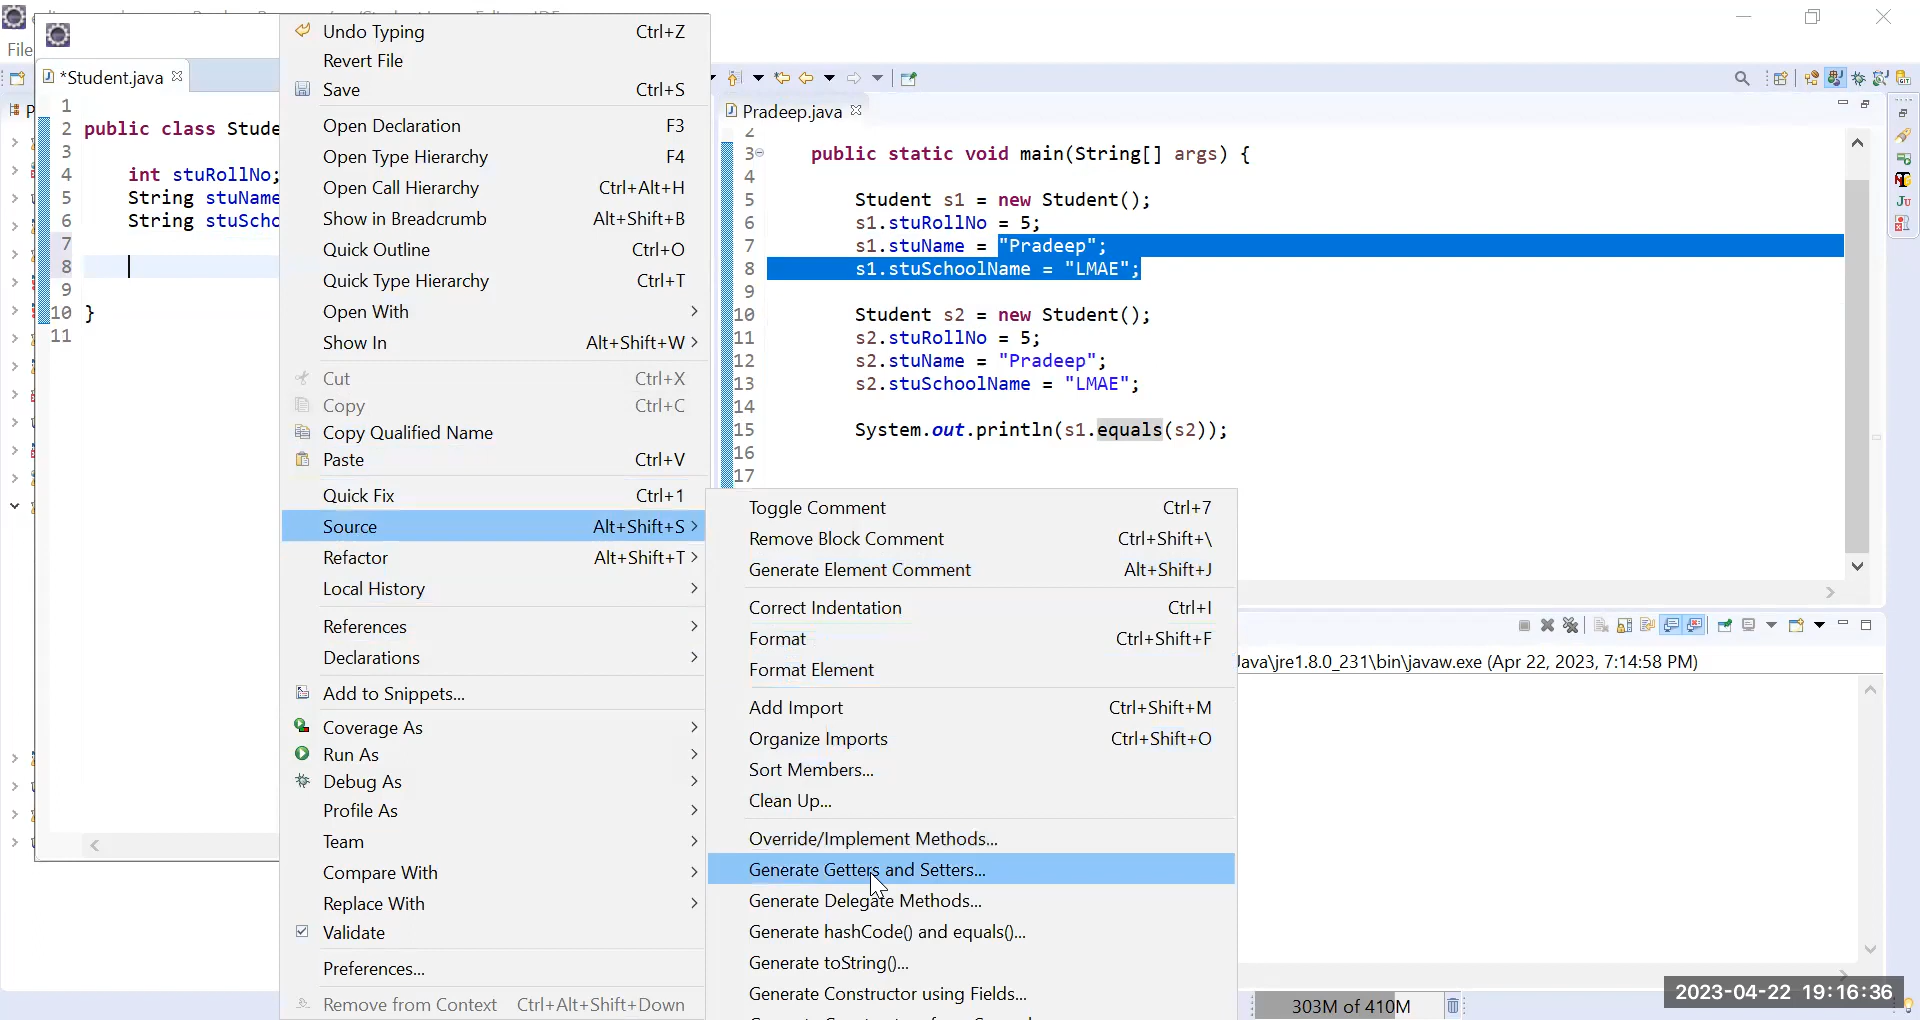 File
*Student.java
1
2 public class Stude
3
4 int stuRollNo;
5 String stuName
6 String stuScho
7
8
9
10 }
11
Undo Typing Ctrl+Z
Revert File
Save Ctrl+S
Open Declaration F3
Open Type Hierarchy F4
Open Call Hierarchy Ctrl+Alt+H
Show in Breadcrumb Alt+Shift+B
Quick Outline Ctrl+O
Quick Type Hierarchy Ctrl+T
Open With
Show In Alt+Shift+W
Cut Ctrl+X
Copy Ctrl+C
Copy Qualified Name
Paste Ctrl+V
Quick Fix Ctrl+1
Source Alt+Shift+S
Refactor Alt+Shift+T
Local History
References
Declarations
Add to Snippets...
Coverage As
Run As
Debug As
Profile As
Team
Compare With
Replace With
Validate
Preferences...
Remove from Context Ctrl+Alt+Shift+Down
Pradeep.java
2
3 public static void main(String[] args) {
4
5 Student s1 = new Student();
6 s1.stuRollNo = 5;
7 s1.stuName = "Pradeep";
8 s1.stuSchoolName = "LMAE";
9
10 Student s2 = new Student();
11 s2.stuRollNo = 5;
12 s2.stuName = "Pradeep";
13 s2.stuSchoolName = "LMAE";
14
15 System.out.println(s1.equals(s2));
16
17
Toggle Comment Ctrl+7
Remove Block Comment Ctrl+Shift+\
Generate Element Comment Alt+Shift+J
Correct Indentation Ctrl+I
Format Ctrl+Shift+F
Format Element
Add Import Ctrl+Shift+M
Organize Imports Ctrl+Shift+O
Sort Members...
Clean Up...
Override/Implement Methods...
Generate Getters and Setters...
Generate Delegate Methods...
Generate hashCode() and equals()...
Generate toString()...
Generate Constructor using Fields...
Java\jre1.8.0_231\bin\javaw.exe (Apr 22, 2023, 7:14:58 PM)
303M of 410M
2023-04-22 19:16:36